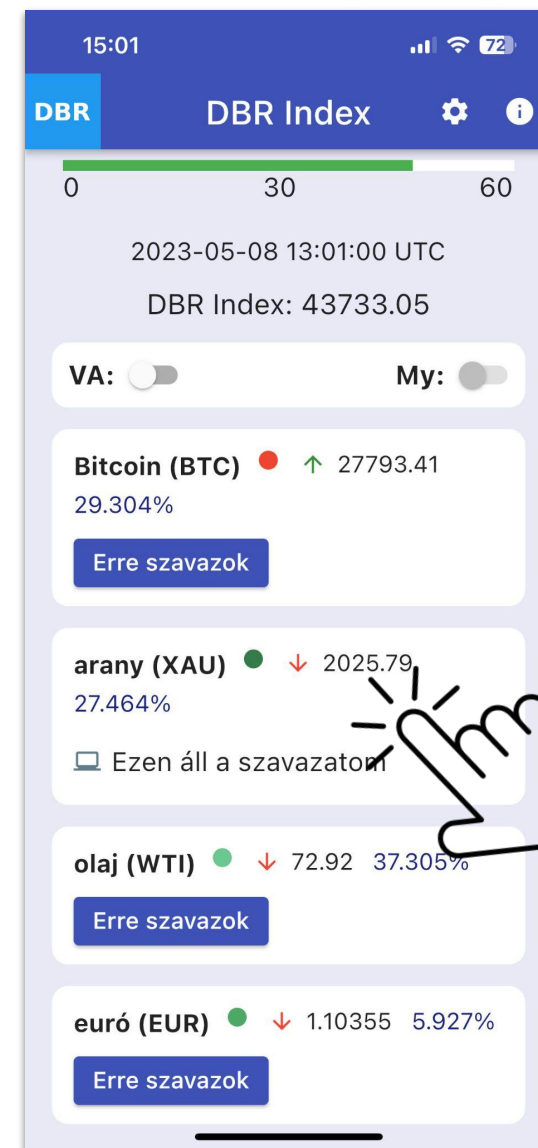 15:01
72
DBR
DBR Index
0 30 60
2023-05-08 13:01:00 UTC
DBR Index: 43733.05
VA: My:
Bitcoin (BTC) ↑ 27793.41
29.304%
Erre szavazok
arany (XAU) ↓ 2025.79
27.464%
Ezen áll a szavazatom
olaj (WTI) ↓ 72.92 37.305%
Erre szavazok
euró (EUR) ↓ 1.10355 5.927%
Erre szavazok